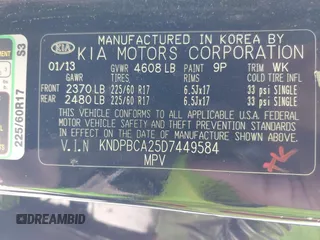 MANUFACTURED IN KOREA BY
KIA KIA MOTORS CORPORATION
01/13 GVWR 4608 LB PAINT 9P TRIM WK
GAWR TIRES, RIMS COLD TIRE INFL
FRONT 2370 LB 225/60 R17 6.5Jx17 33 psi SINGLE
REAR 2480 LB 225/60 R17 6.5Jx17 33 psi SINGLE
THIS VEHICLE CONFORMS TO ALL APPLICABLE U.S.A. FEDERAL
MOTOR VEHICLE SAFETY AND THEFT PREVENTION STANDARDS
IN EFFECT ON THE DATE OF MANUFACTURE SHOWN ABOVE.
V.I.N KNDPBCA25D7449584
MPV
225/60R17 S3
DREAMBID